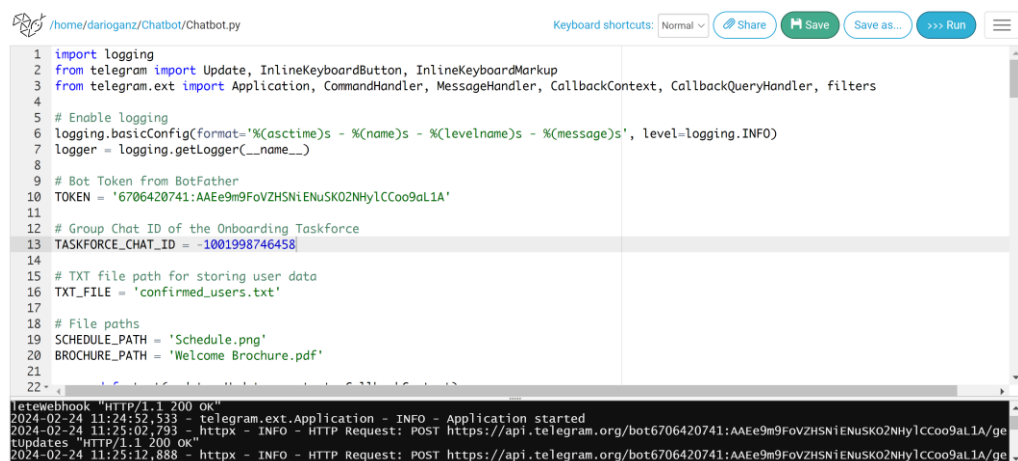 /home/darioganz/Chatbot/Chatbot.py Keyboard shortcuts: Normal Share Save Save as... >>> Run
1 import logging
2 from telegram import Update, InlineKeyboardButton, InlineKeyboardMarkup
3 from telegram.ext import Application, CommandHandler, MessageHandler, CallbackContext, CallbackQueryHandler, filters
4
5 # Enable logging
6 logging.basicConfig(format='%(asctime)s - %(name)s - %(levelname)s - %(message)s', level=logging.INFO)
7 logger = logging.getLogger(__name__)
8
9 # Bot Token from BotFather
10 TOKEN = '6706420741:AAEe9m9FoVZHSNiENuSKO2NHylCCoo9aL1A'
11
12 # Group Chat ID of the Onboarding Taskforce
13 TASKFORCE_CHAT_ID = -1001998746458
14
15 # TXT file path for storing user data
16 TXT_FILE = 'confirmed_users.txt'
17
18 # File paths
19 SCHEDULE_PATH = 'Schedule.png'
20 BROCHURE_PATH = 'Welcome Brochure.pdf'
21
22
leteWebhook "HTTP/1.1 200 OK"
2024-02-24 11:24:52,533 - telegram.ext.Application - INFO - Application started
2024-02-24 11:25:02,793 - httpx - INFO - HTTP Request: POST https://api.telegram.org/bot6706420741:AAEe9m9FoVZHSNiENuSKO2NHylCCoo9aL1A/ge
tUpdates "HTTP/1.1 200 OK"
2024-02-24 11:25:12,888 - httpx - INFO - HTTP Request: POST https://api.telegram.org/bot6706420741:AAEe9m9FoVZHSNiENuSKO2NHylCCoo9aL1A/ge